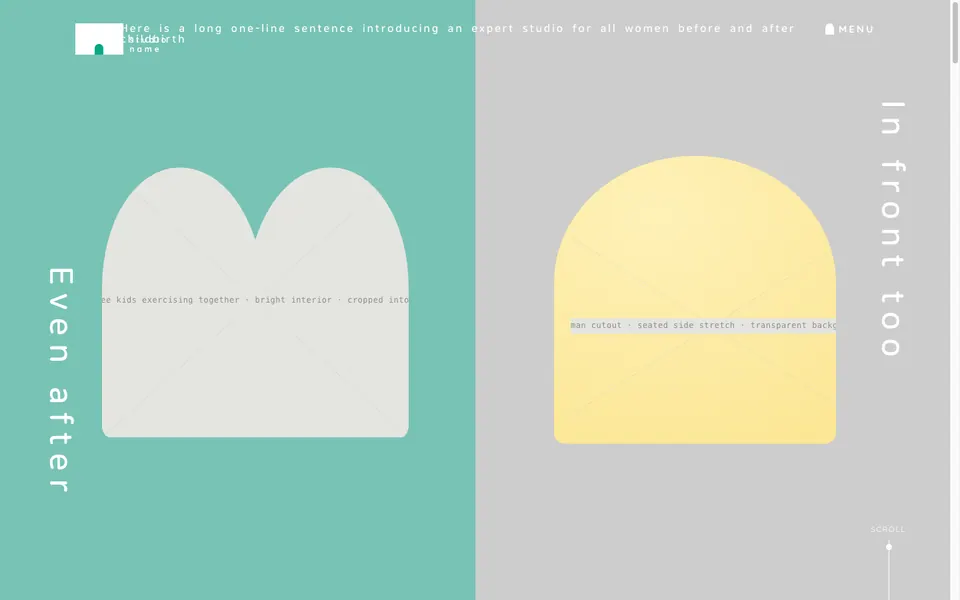 Here is a long one-line sentence introducing an expert studio for all women before and after
childbirth
name
MENU
In front too
ee kids exercising together · bright interior · cropped into
man cutout · seated side stretch · transparent backg
Even after
SCROLL